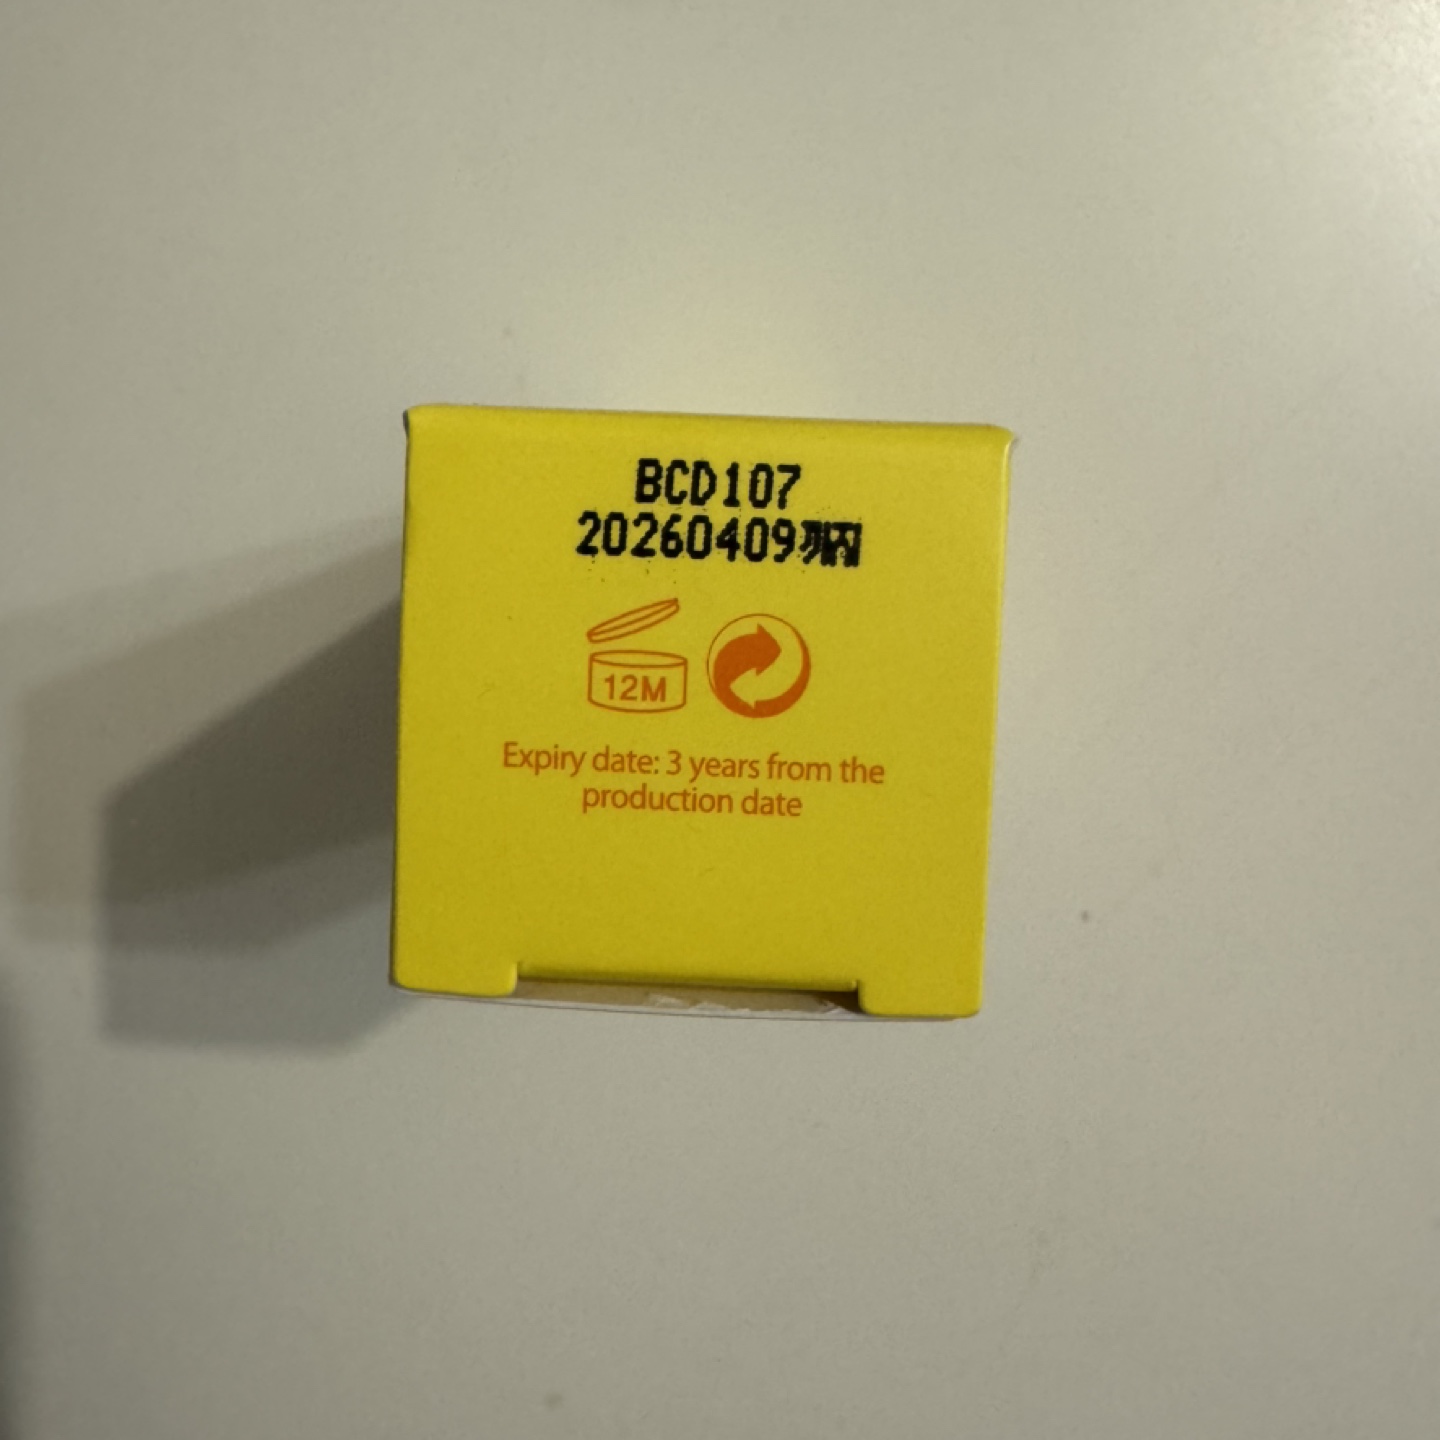 BCD107
20260409
12M
Expiry date: 3 years from the
production date